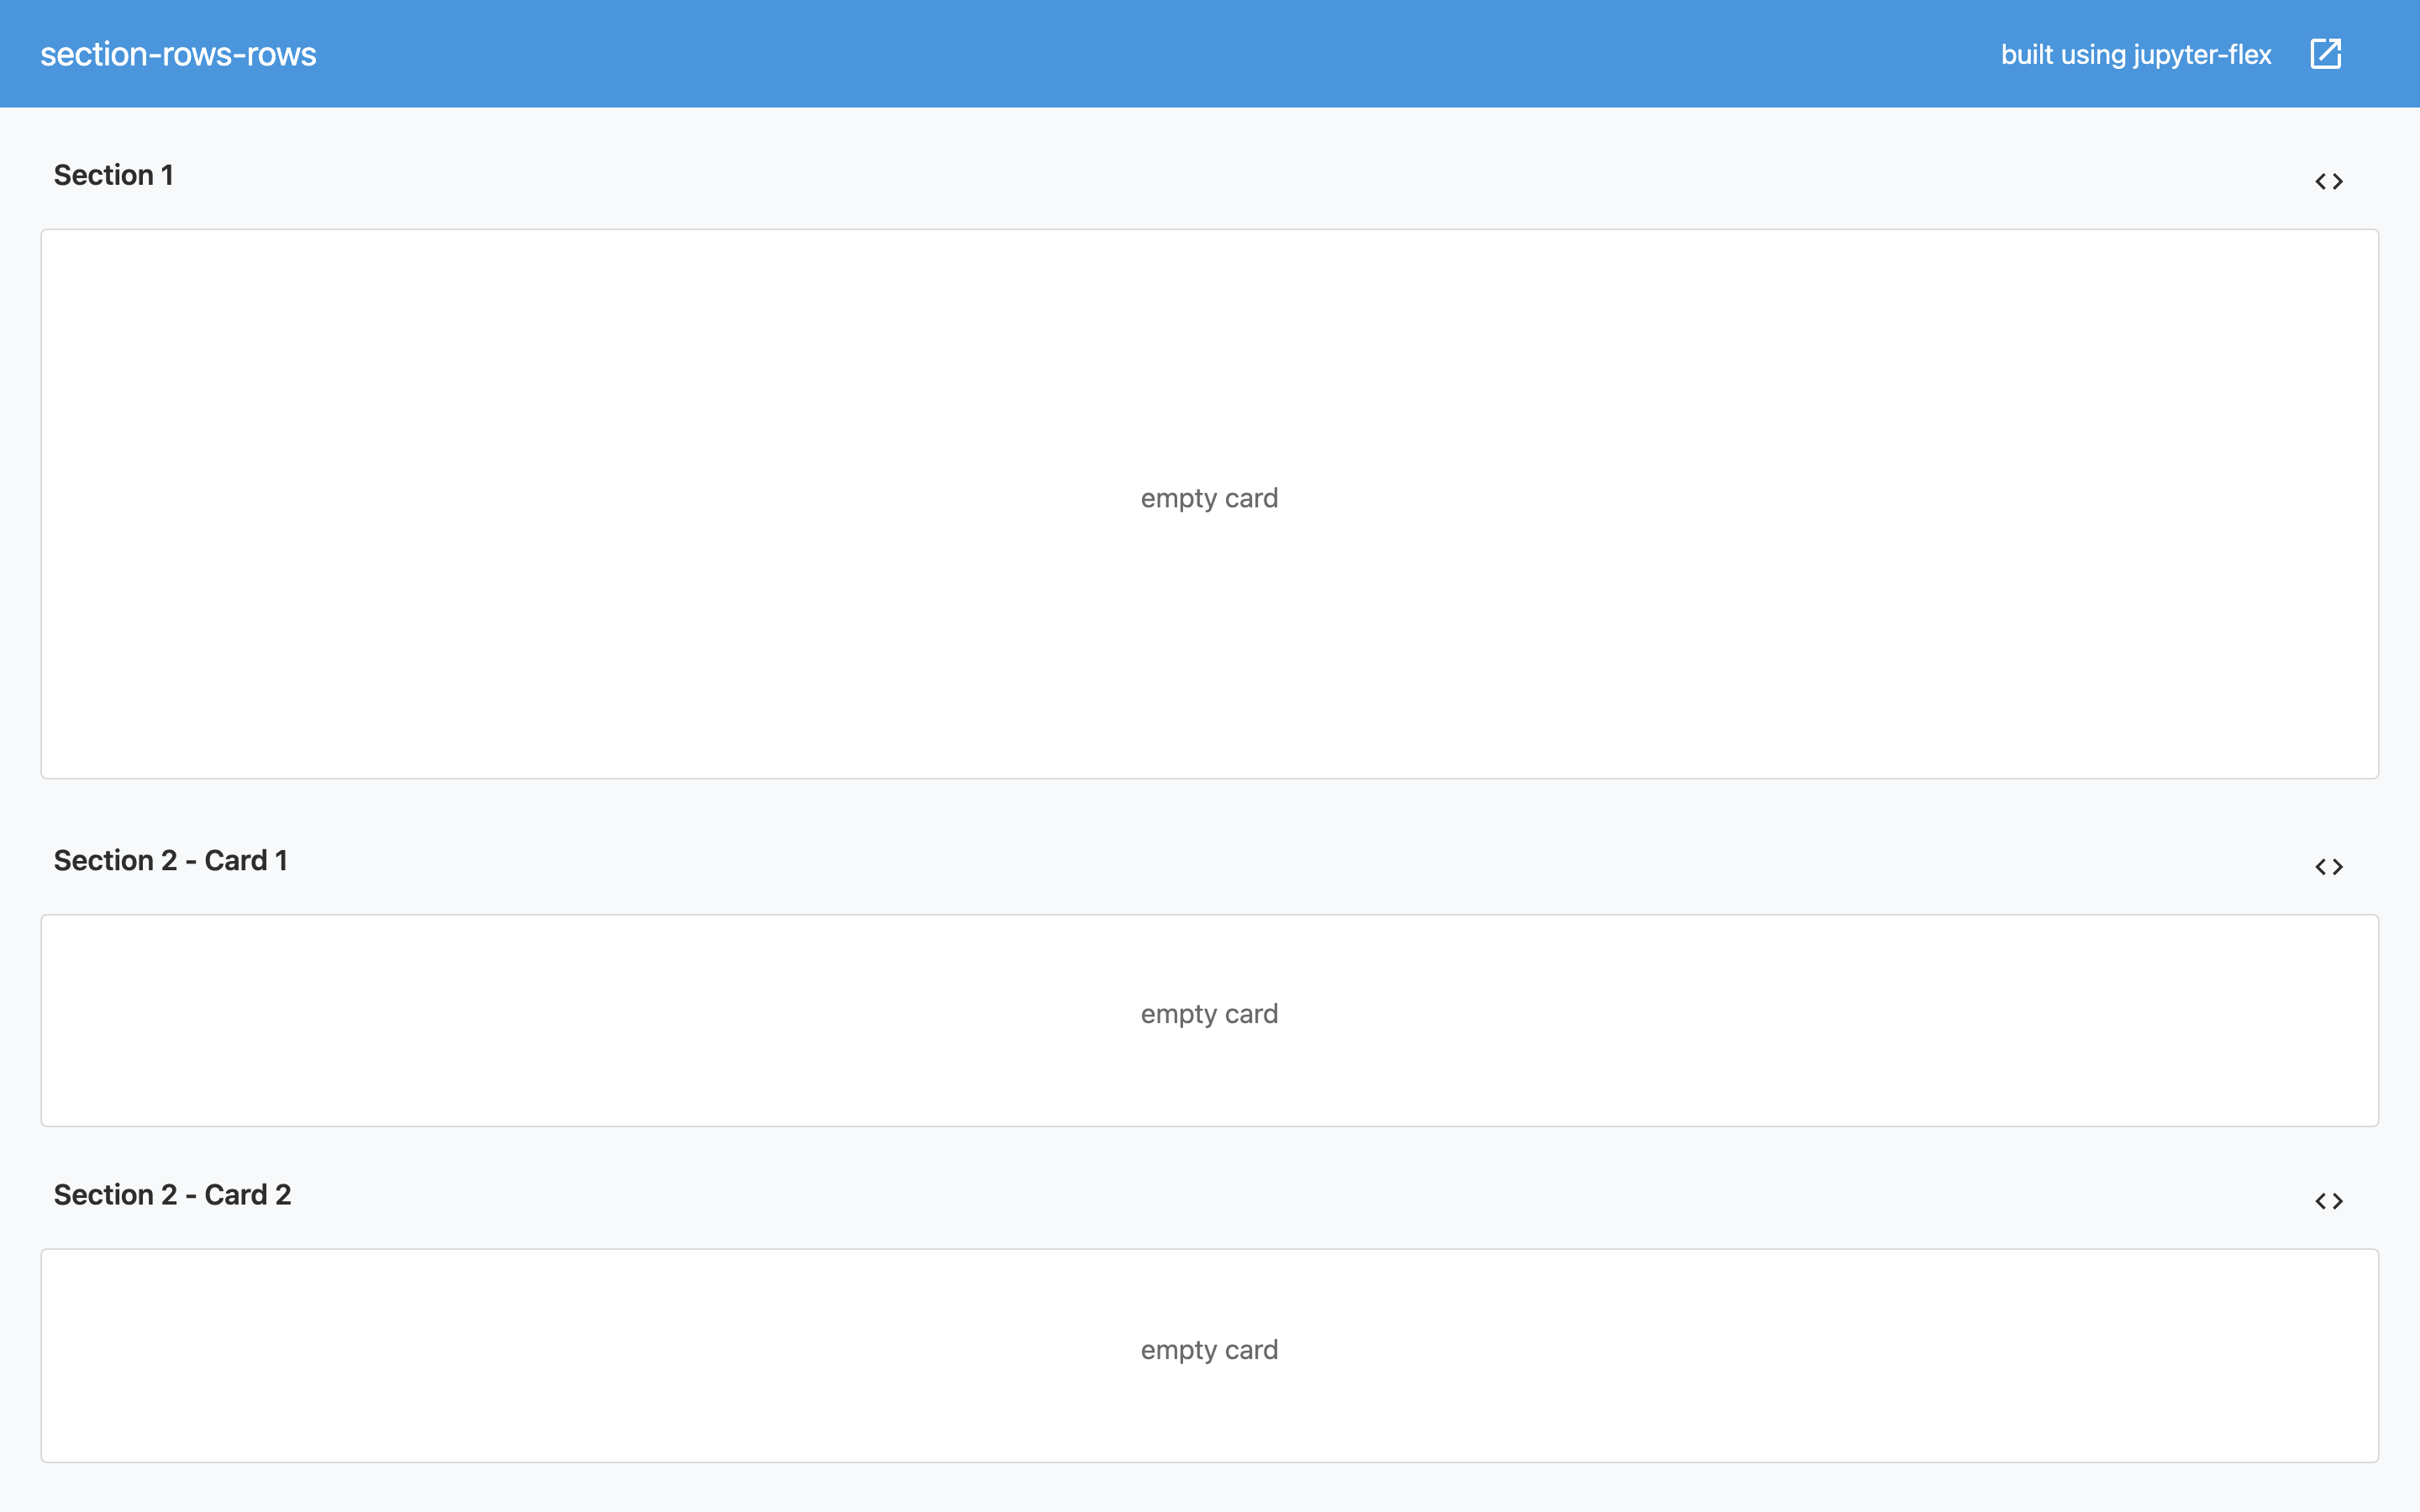 section-rows-rows
built using jupyter-flex
Section 1
empty card
Section 2 - Card 1
empty card
Section 2 - Card 2
empty card